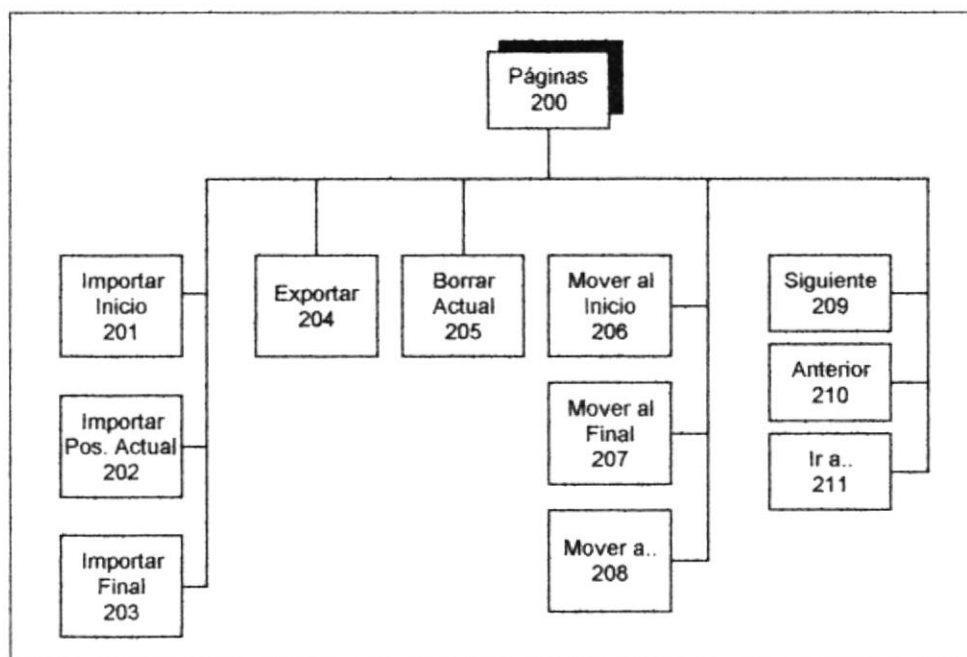 Páginas
200
Importar
Inicio
201
Importar
Pos. Actual
202
Importar
Final
203
Exportar
204
Borrar
Actual
205
Mover al
Inicio
206
Mover al
Final
207
Mover a..
208
Siguiente
209
Anterior
210
Ir a..
211